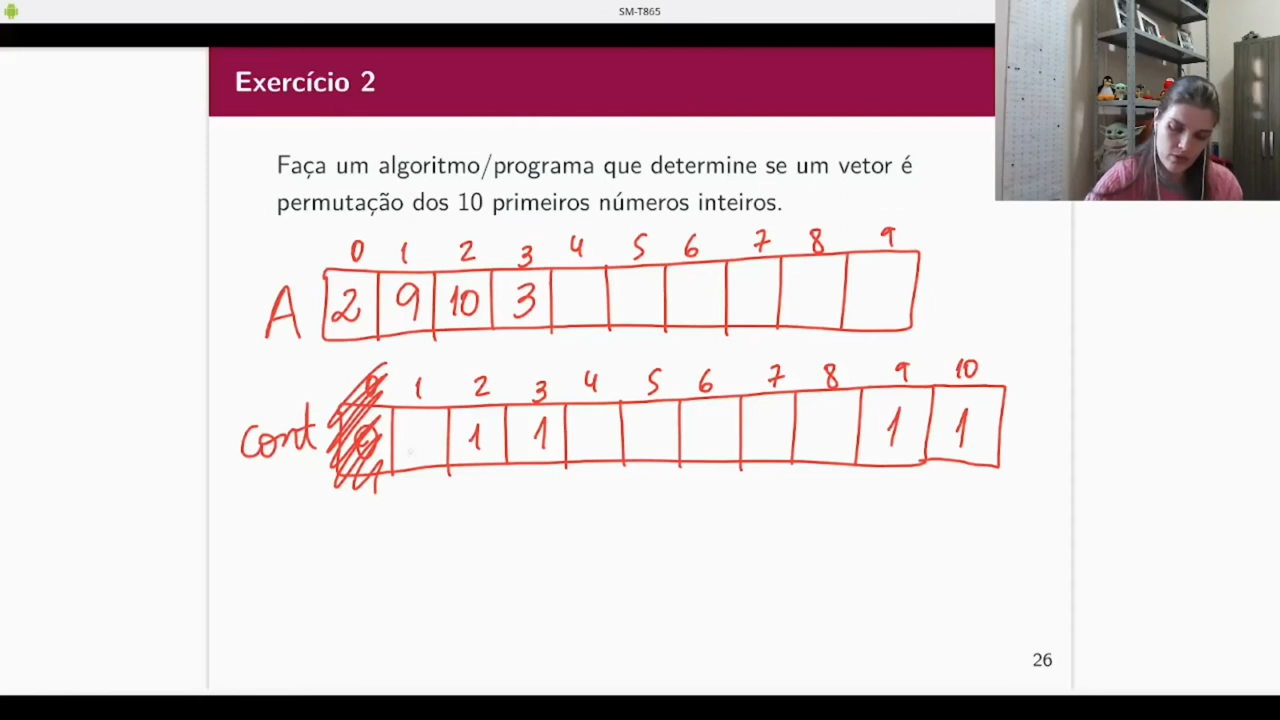 SM-T865
Exercício 2
Faça um algoritmo/programa que determine se um vetor é
permutação dos 10 primeiros números inteiros.
0 1 2 3 4 5 6 7 8 9
A 2 9 10 3
0 1 2 3 4 5 6 7 8 9 10
cont 0 1 1 1 1
26